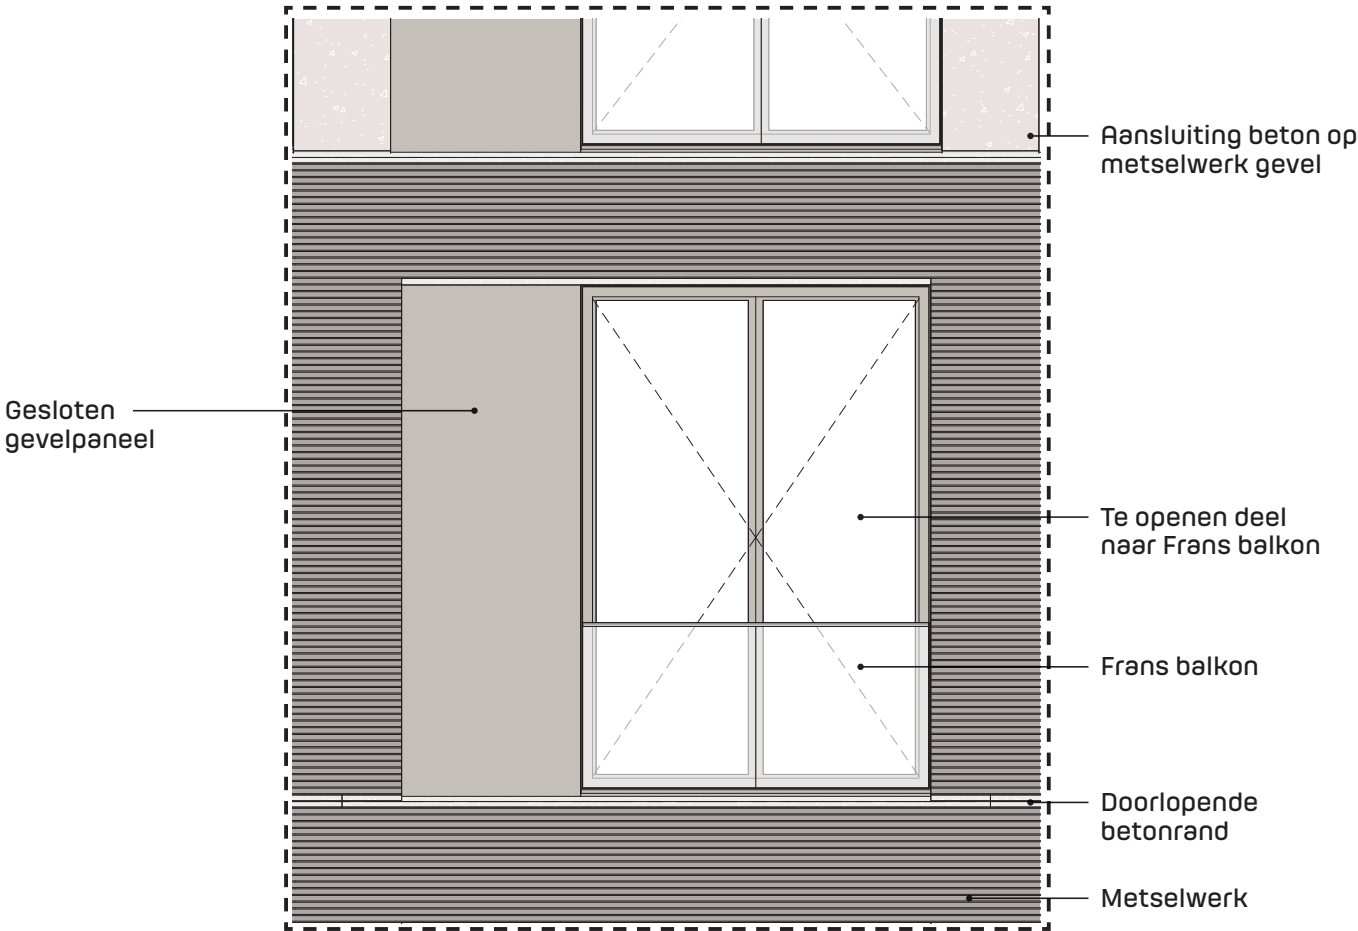 Aansluiting beton op
metselwerk gevel
Gesloten
gevelpaneel
Te openen deel
naar Frans balkon
Frans balkon
Doorlopende
betonrand
Metselwerk